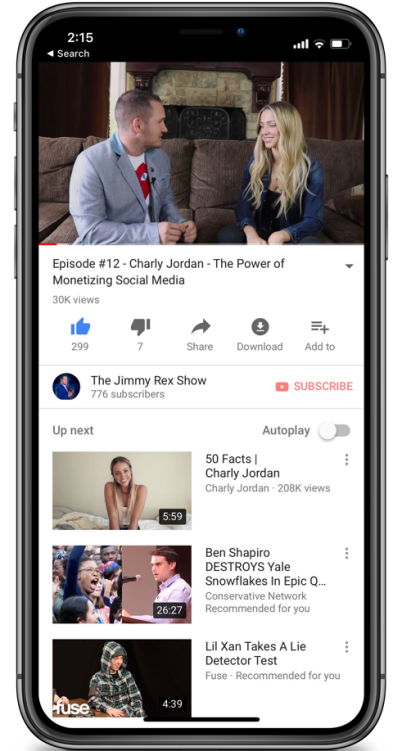 2:15
Search
Episode #12 - Charly Jordan - The Power of
Monetizing Social Media
30K views
299
7
Share
Download
Add to
The Jimmy Rex Show
776 subscribers
SUBSCRIBE
Up next
Autoplay
5:59
50 Facts |
Charly Jordan
Charly Jordan · 208K views
26:27
Ben Shapiro
DESTROYS Yale
Snowflakes In Epic Q...
Conservative Network
Recommended for you
fuse
4:39
Lil Xan Takes A Lie
Detector Test
Fuse · Recommended for you